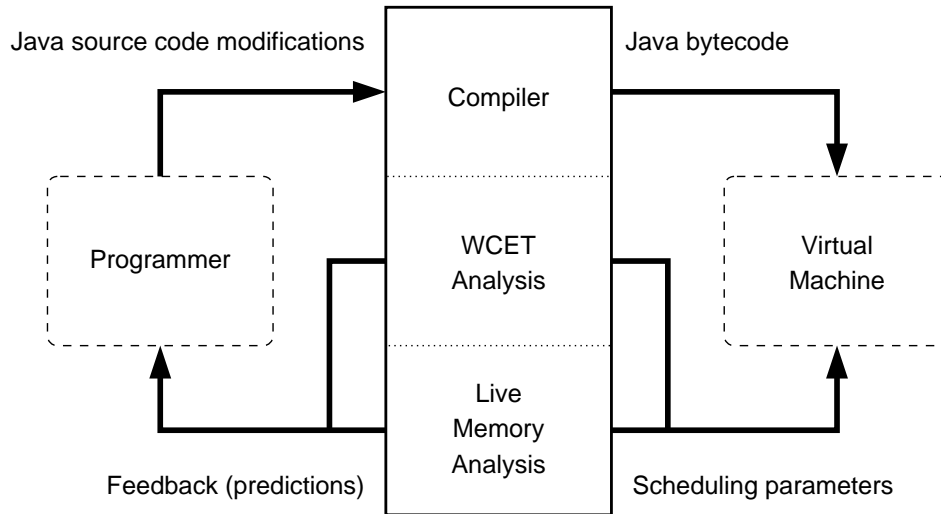 Java source code modifications
Java bytecode
Compiler
Programmer
WCET
Analysis
Virtual
Machine
Live
Memory
Analysis
Feedback (predictions)
Scheduling parameters